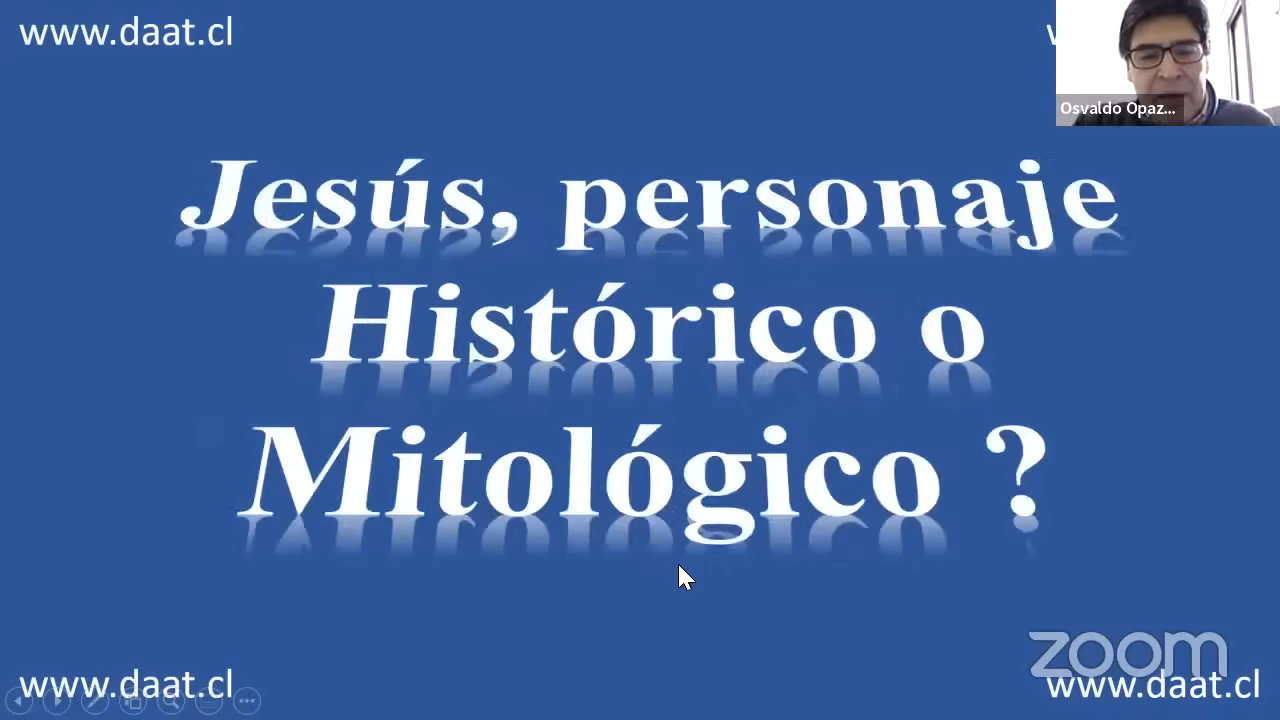 www.daat.cl
Osvaldo Opaz...
Jesús, personaje
Histórico o
Mitológico ?
zoom
www.daat.cl
www.daat.cl